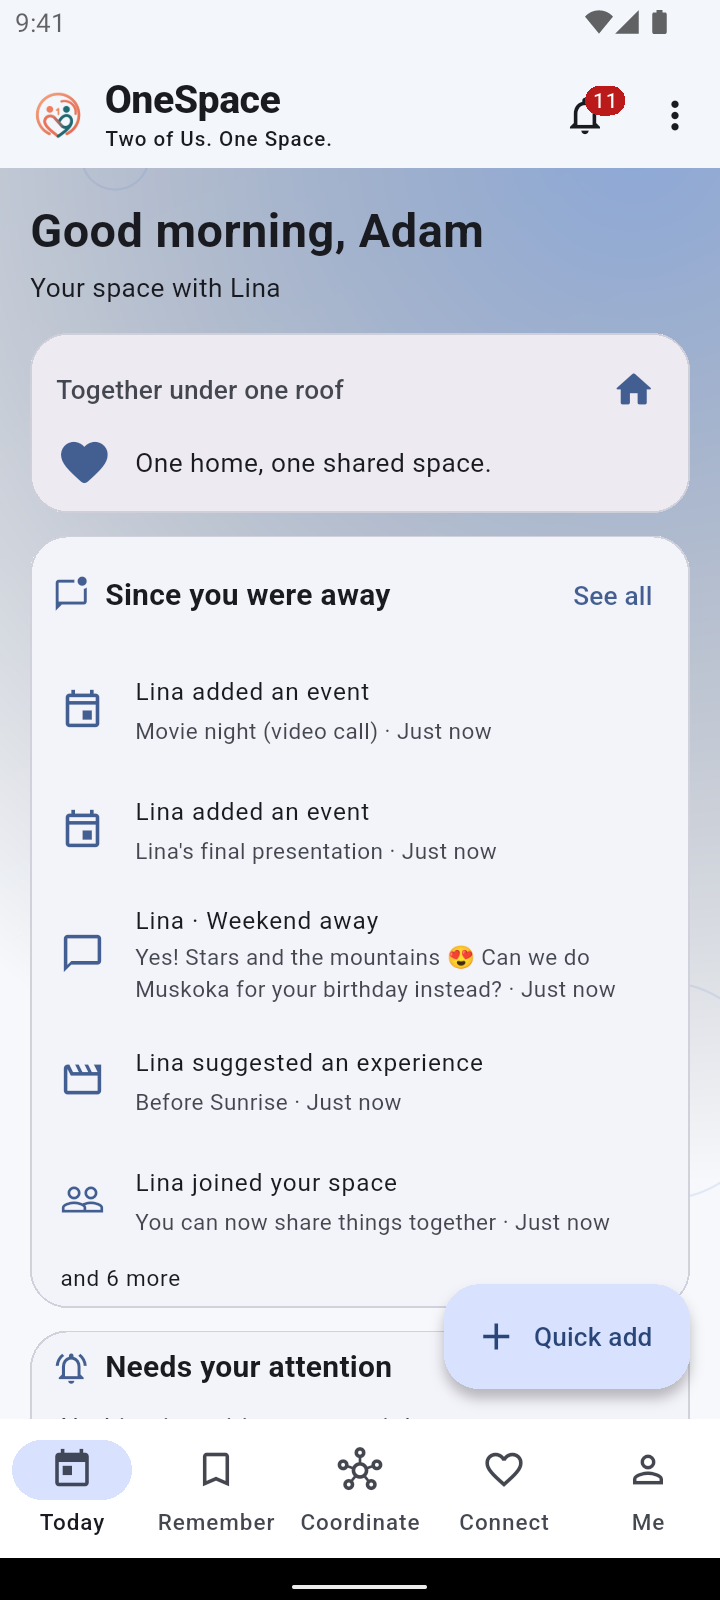 9:41
OneSpace
Two of Us. One Space.
11
Good morning, Adam
Your space with Lina
Together under one roof
One home, one shared space.
Since you were away
See all
Lina added an event
Movie night (video call) · Just now
Lina added an event
Lina's final presentation · Just now
Lina · Weekend away
Yes! Stars and the mountains 😍 Can we do
Muskoka for your birthday instead? · Just now
Lina suggested an experience
Before Sunrise · Just now
Lina joined your space
You can now share things together · Just now
and 6 more
Quick add
Needs your attention
Today
Remember
Coordinate
Connect
Me